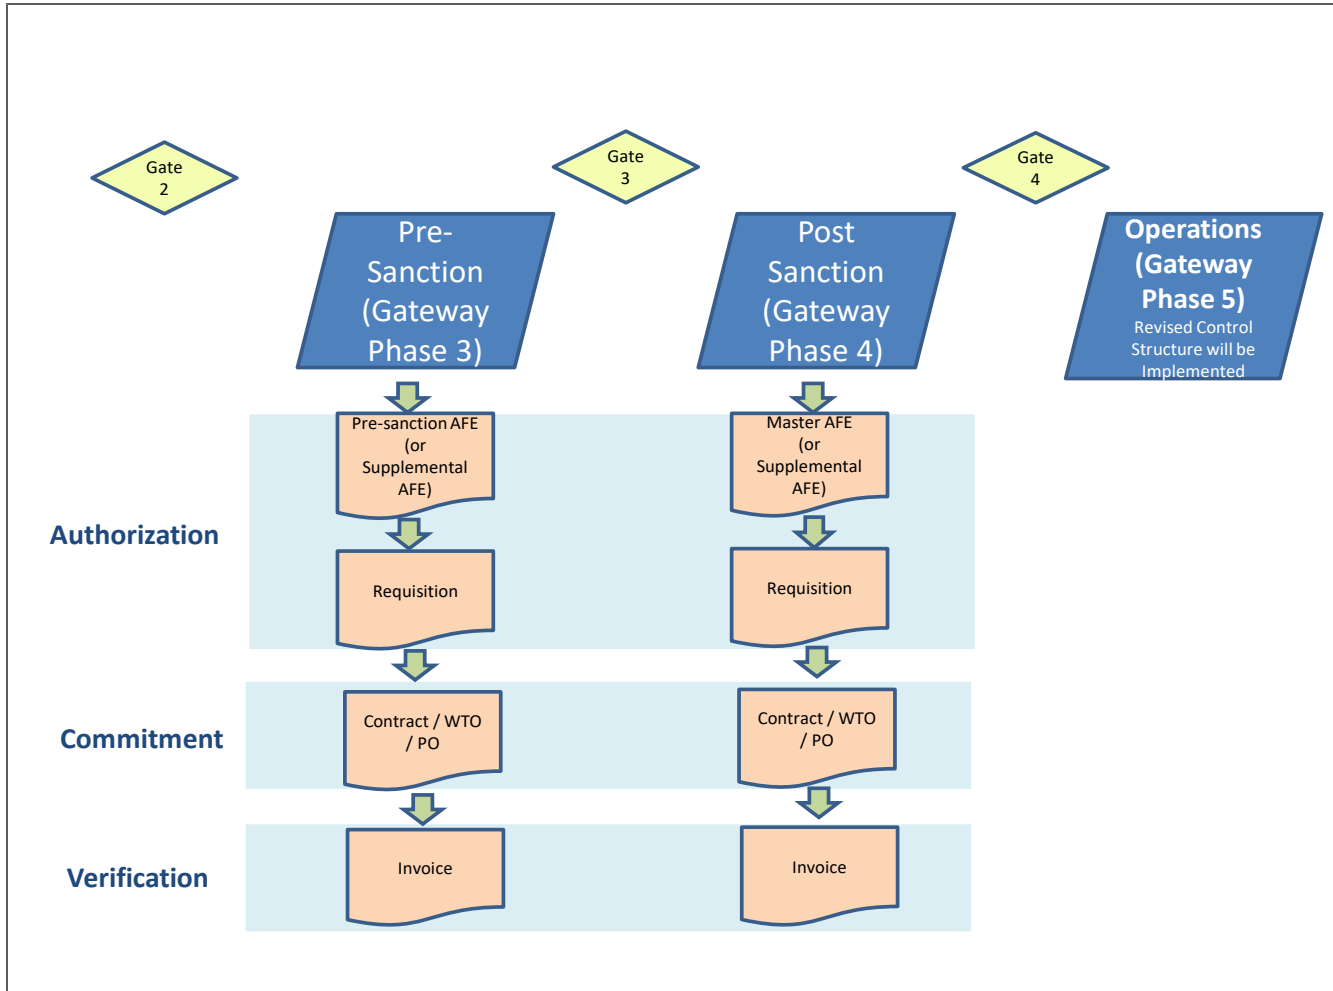 Gate
2
Gate
3
Gate
4
Pre-
Sanction
(Gateway
Phase 3)
Post
Sanction
(Gateway
Phase 4)
Operations
(Gateway
Phase 5)
Revised Control
Structure will be
Implemented
Authorization
Pre-sanction AFE
(or
Supplemental
AFE)
Master AFE
(or
Supplemental
AFE)
Requisition
Requisition
Commitment
Contract / WTO
/ PO
Contract / WTO
/ PO
Verification
Invoice
Invoice